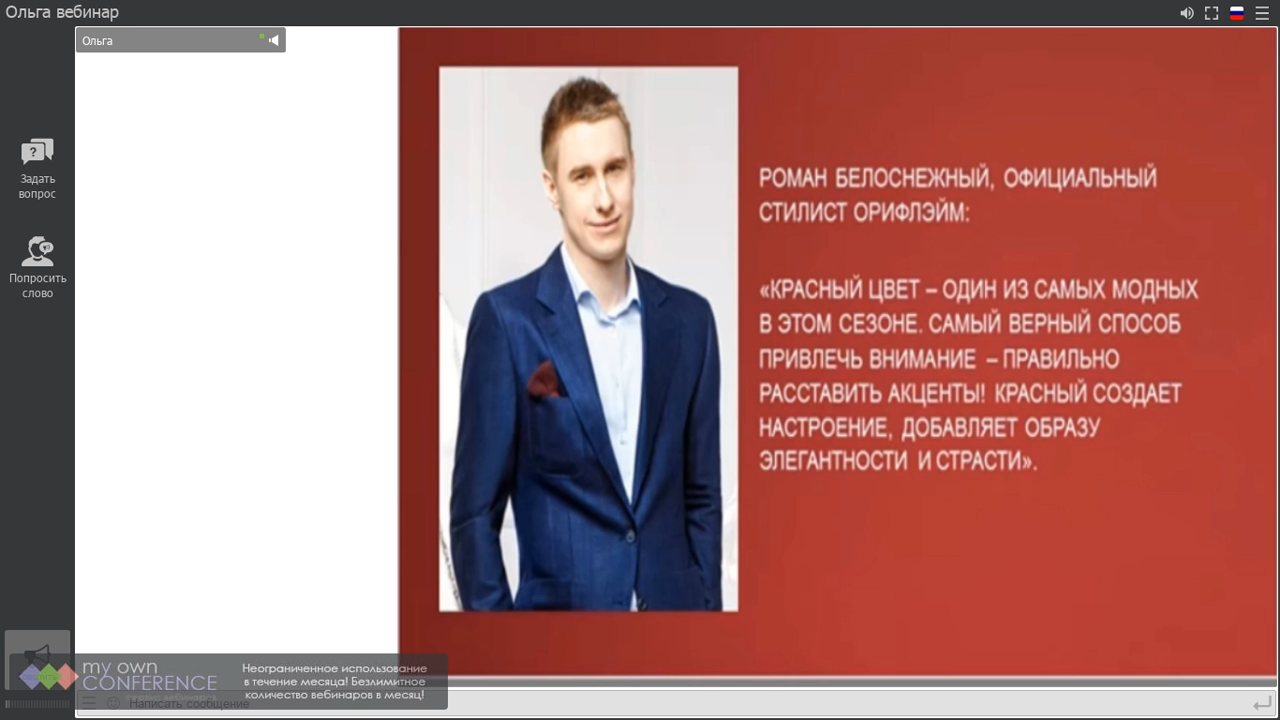 Ольга вебинар
Ольга
Задать
вопрос
Попросить
слово
РОМАН БЕЛОСНЕЖНЫЙ, ОФИЦИАЛЬНЫЙ
СТИЛИСТ ОРИФЛЭЙМ:
«КРАСНЫЙ ЦВЕТ – ОДИН ИЗ САМЫХ МОДНЫХ
В ЭТОМ СЕЗОНЕ. САМЫЙ ВЕРНЫЙ СПОСОБ
ПРИВЛЕЧЬ ВНИМАНИЕ – ПРАВИЛЬНО
РАССТАВИТЬ АКЦЕНТЫ! КРАСНЫЙ СОЗДАЕТ
НАСТРОЕНИЕ, ДОБАВЛЯЕТ ОБРАЗУ
ЭЛЕГАНТНОСТИ И СТРАСТИ».
my own
CONFERENCE
Неограниченное использование
в течение месяца! Безлимитное
количество вебинаров в месяц!
Написать сообщение